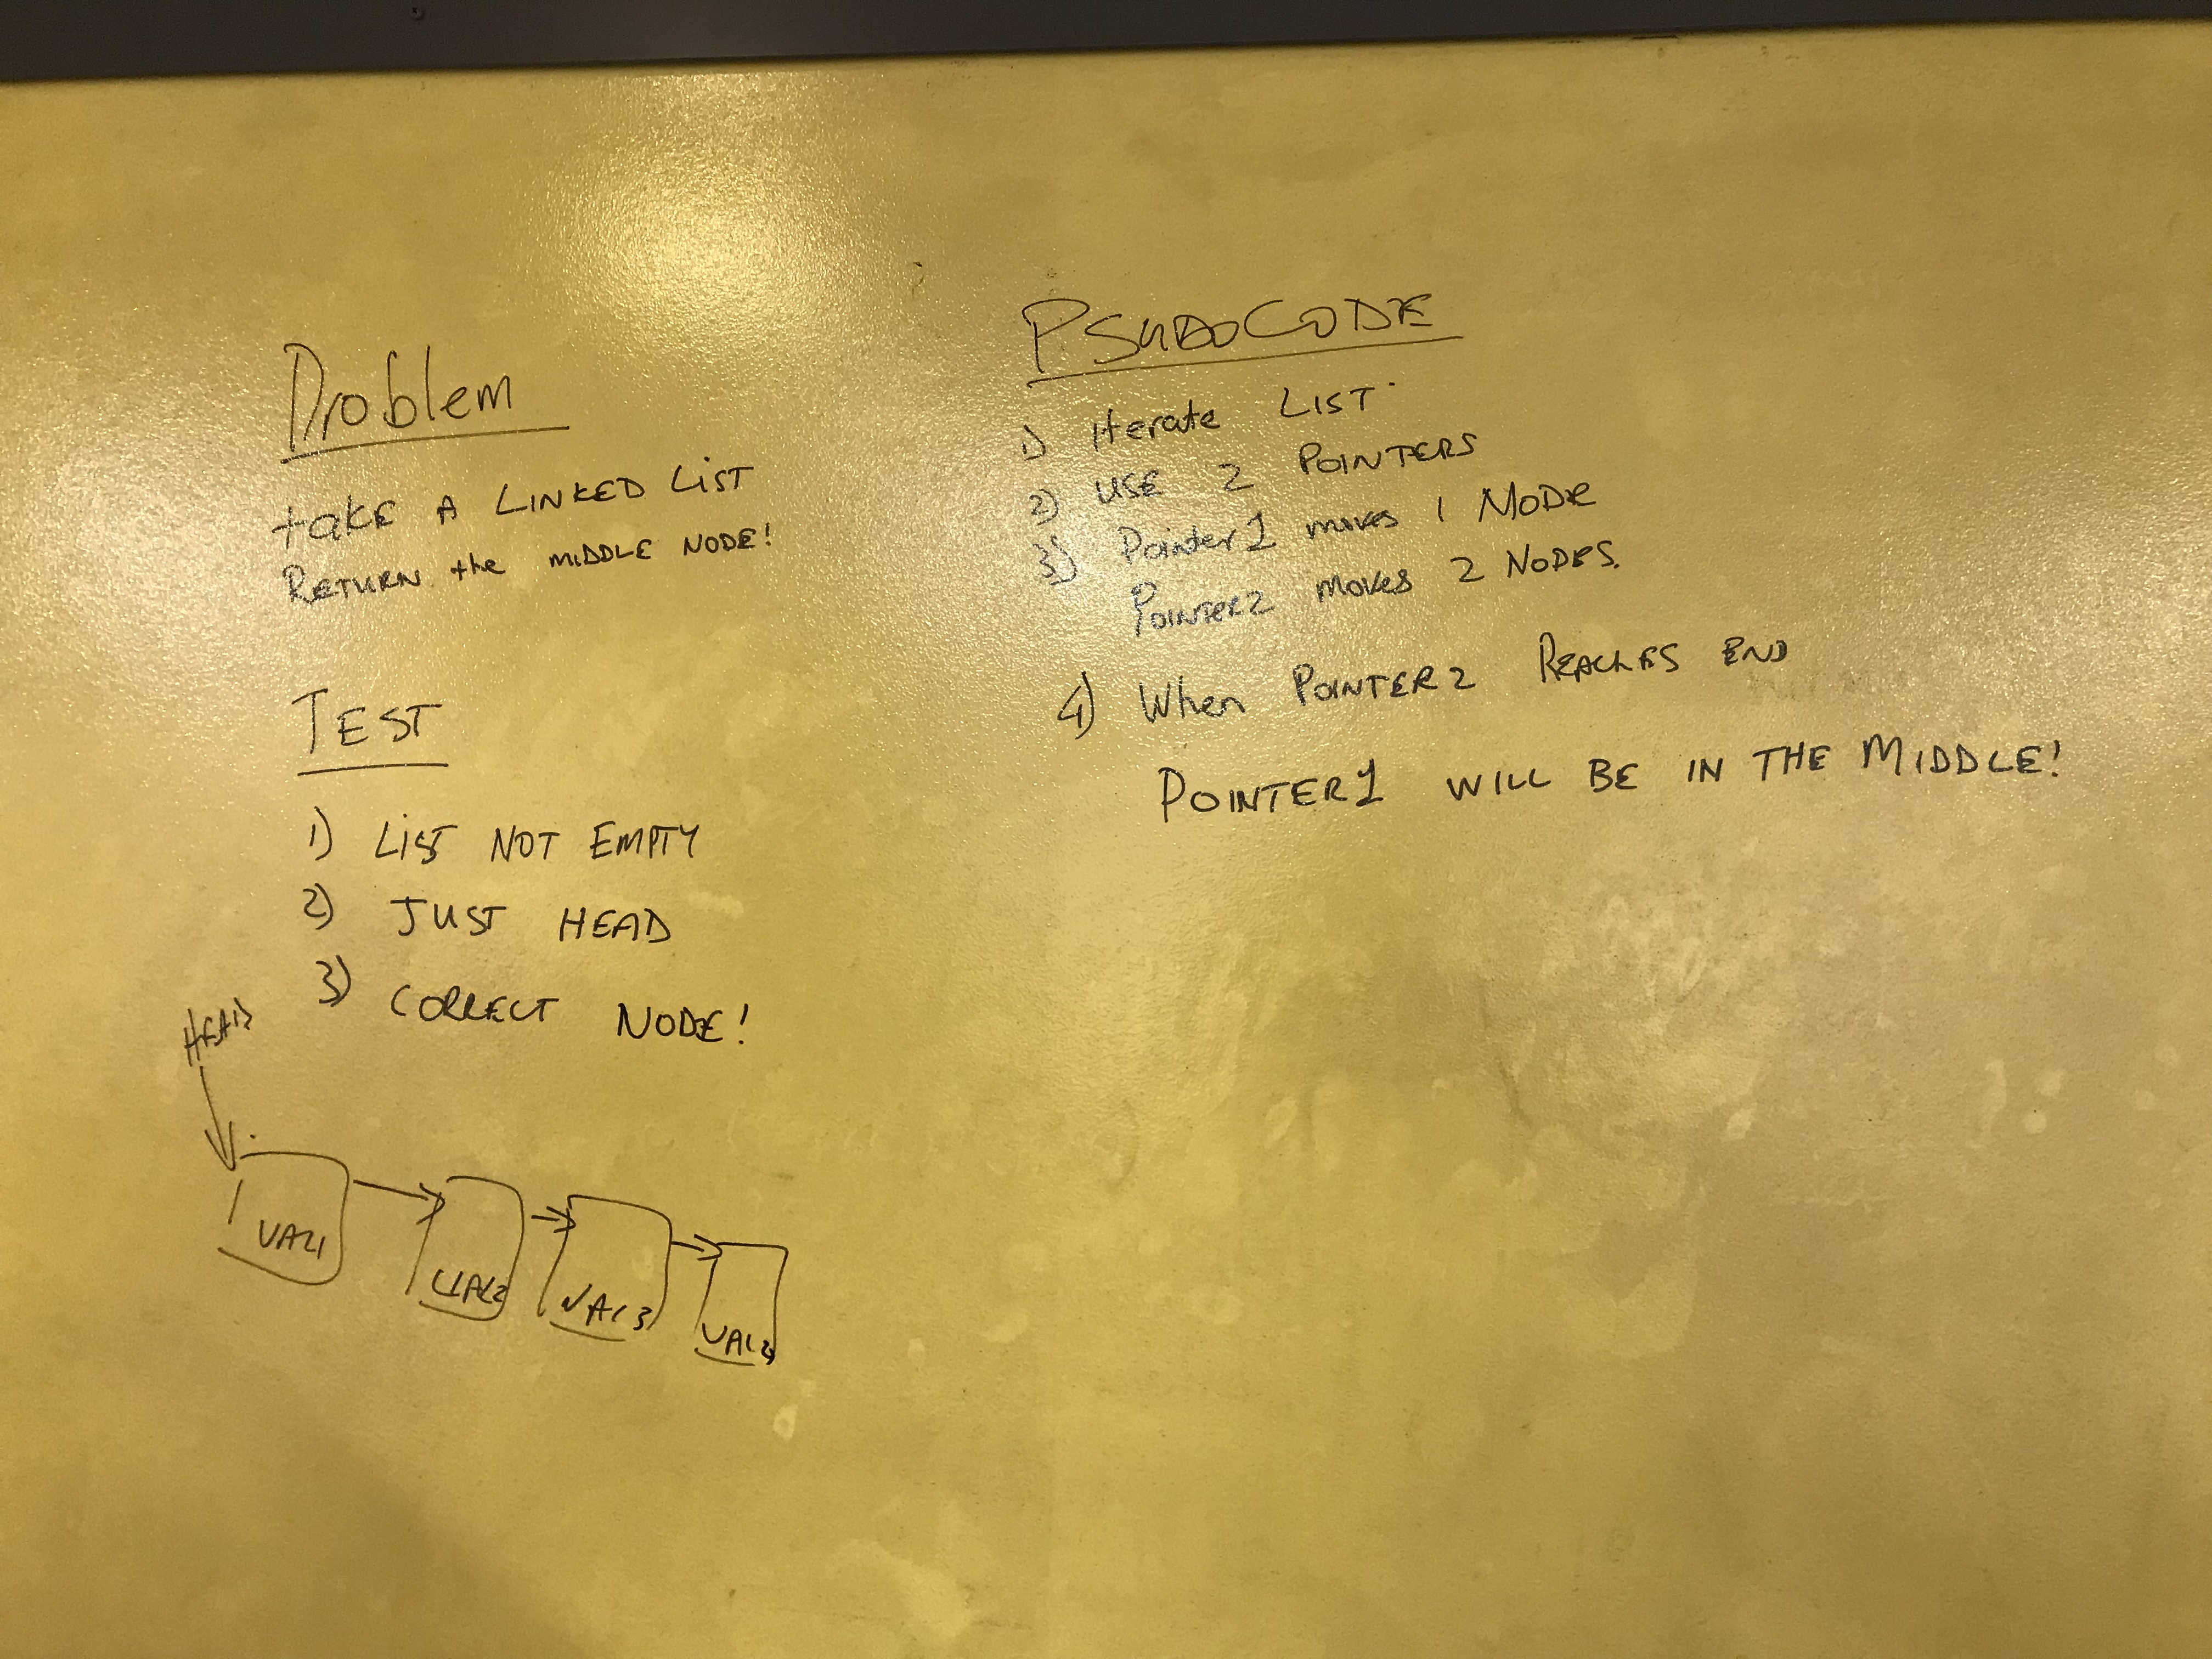 Problem
take A LINKED LIST
RETURN the MIDDLE NODE!
TEST
1) LIST NOT EMPTY
2) JUST HEAD
3) CORRECT NODE!
HEAD
VAL1
VAL2
VAL3
VAL4
PSUDOCODE
1) Iterate LIST
2) USE 2 POINTERS
3) Pointer1 moves 1 NODE
POINTER2 moves 2 NODES.
4) When POINTER2 REACHES END
POINTER1 WILL BE IN THE MIDDLE!